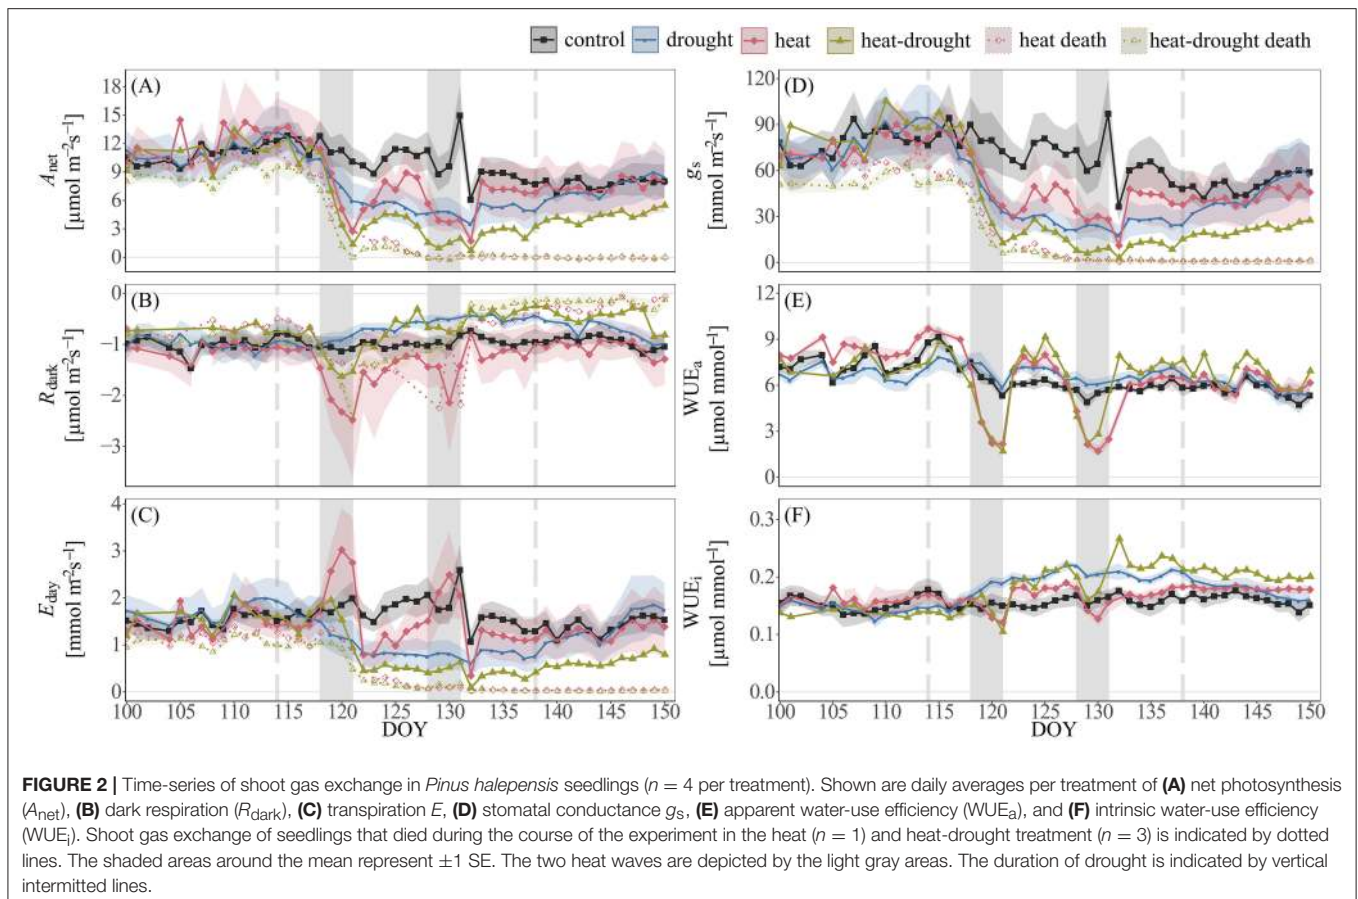 control drought heat heat-drought heat death heat-drought death
(A)
18
15
12
9
6
3
0
A_net
[µmol m⁻²s⁻¹]
(D)
120
90
60
30
0
g_s
[mmol m⁻²s⁻¹]
(B)
0
−1
−2
−3
R_dark
[µmol m⁻²s⁻¹]
(E)
12
9
6
3
0
WUE_a
[µmol mmol⁻¹]
(C)
4
3
2
1
0
E_day
[mmol m⁻²s⁻¹]
100 105 110 115 120 125 130 135 140 145 150
DOY
(F)
0.3
0.2
0.1
0.0
WUE_i
[µmol mmol⁻¹]
100 105 110 115 120 125 130 135 140 145 150
DOY
FIGURE 2 | Time-series of shoot gas exchange in Pinus halepensis seedlings (n = 4 per treatment). Shown are daily averages per treatment of (A) net photosynthesis
(A_net), (B) dark respiration (R_dark), (C) transpiration E, (D) stomatal conductance g_s, (E) apparent water-use efficiency (WUE_a), and (F) intrinsic water-use efficiency
(WUE_i). Shoot gas exchange of seedlings that died during the course of the experiment in the heat (n = 1) and heat-drought treatment (n = 3) is indicated by dotted
lines. The shaded areas around the mean represent ±1 SE. The two heat waves are depicted by the light gray areas. The duration of drought is indicated by vertical
intermitted lines.